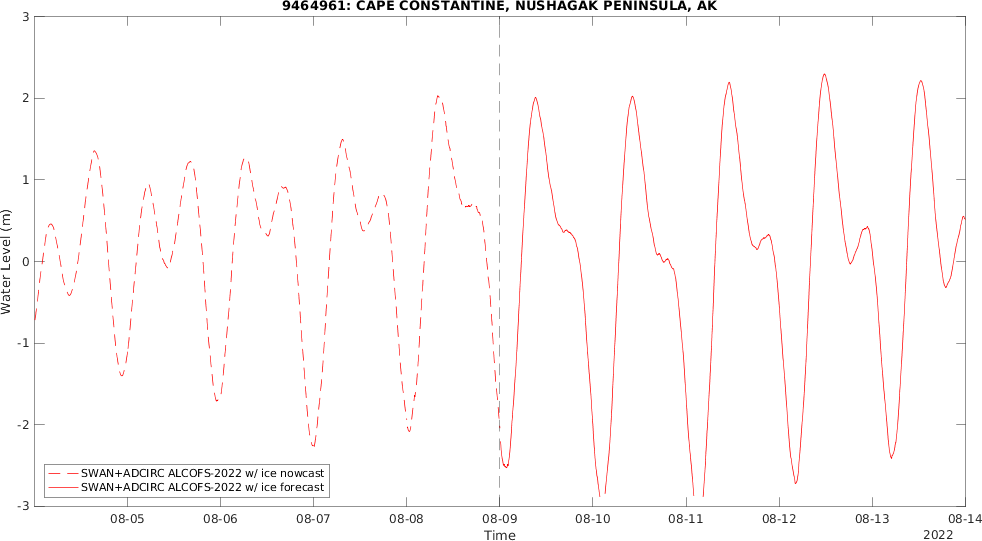 9464961: CAPE CONSTANTINE, NUSHAGAK PENINSULA, AK
3
2
1
0
-1
-2
-3
Water Level (m)
SWAN+ADCIRC ALCOFS-2022 w/ ice nowcast
SWAN+ADCIRC ALCOFS-2022 w/ ice forecast
08-05 08-06 08-07 08-08 08-09 08-10 08-11 08-12 08-13 08-14
Time
2022